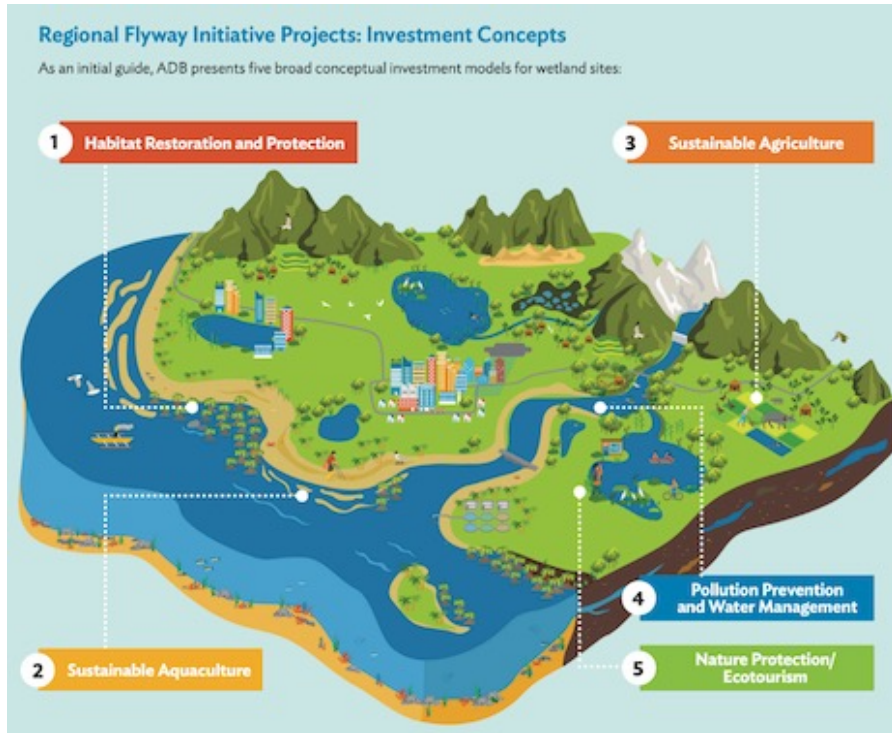 Regional Flyway Initiative Projects: Investment Concepts
As an initial guide, ADB presents five broad conceptual investment models for wetland sites:
1 Habitat Restoration and Protection
3 Sustainable Agriculture
4 Pollution Prevention
and Water Management
2 Sustainable Aquaculture
5 Nature Protection/
Ecotourism